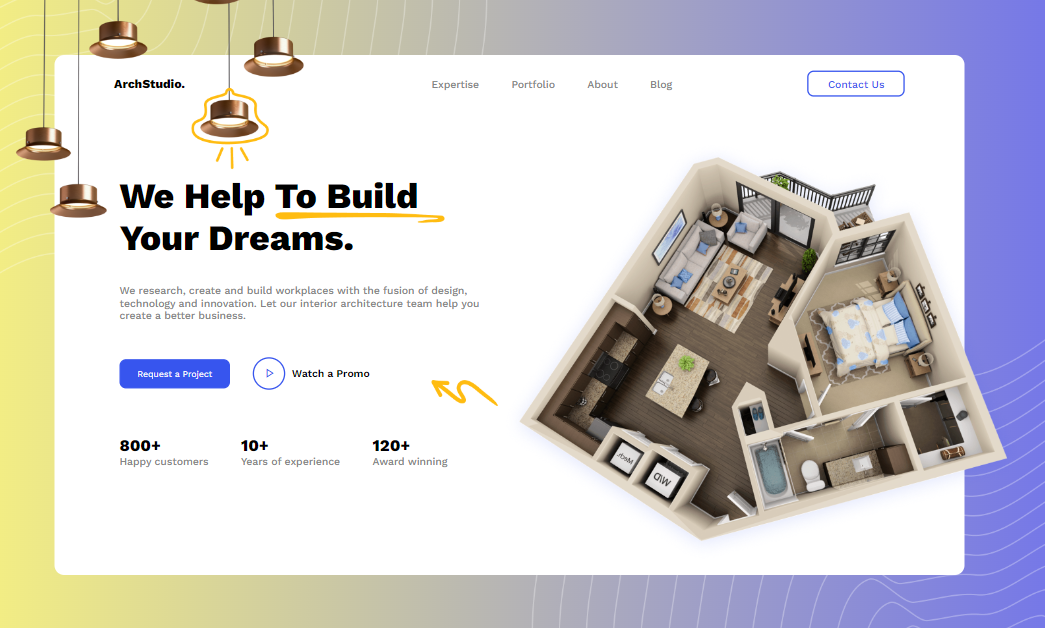 ArchStudio.
Expertise
Portfolio
About
Blog
Contact Us
We Help To Build
Your Dreams.
We research, create and build workplaces with the fusion of design,
technology and innovation. Let our interior architecture team help you
create a better business.
Request a Project
Watch a Promo
800+
Happy customers
10+
Years of experience
120+
Award winning
Mech.
W\D